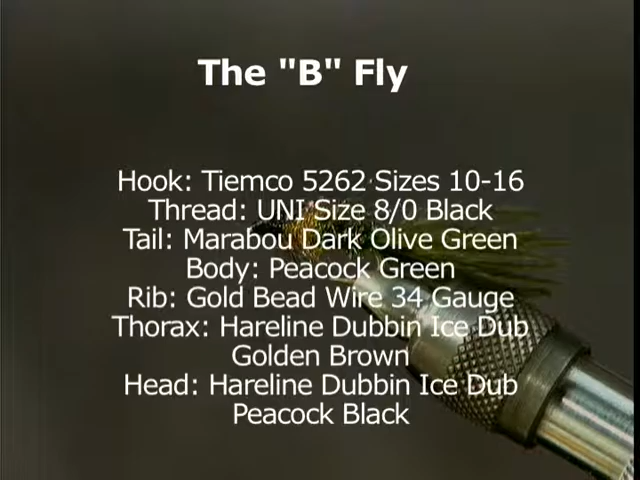 The "B" Fly
Hook: Tiemco 5262 Sizes 10-16
Thread: UNI Size 8/0 Black
Tail: Marabou Dark Olive Green
Body: Peacock Green
Rib: Gold Bead Wire 34 Gauge
Thorax: Hareline Dubbin Ice Dub
Golden Brown
Head: Hareline Dubbin Ice Dub
Peacock Black